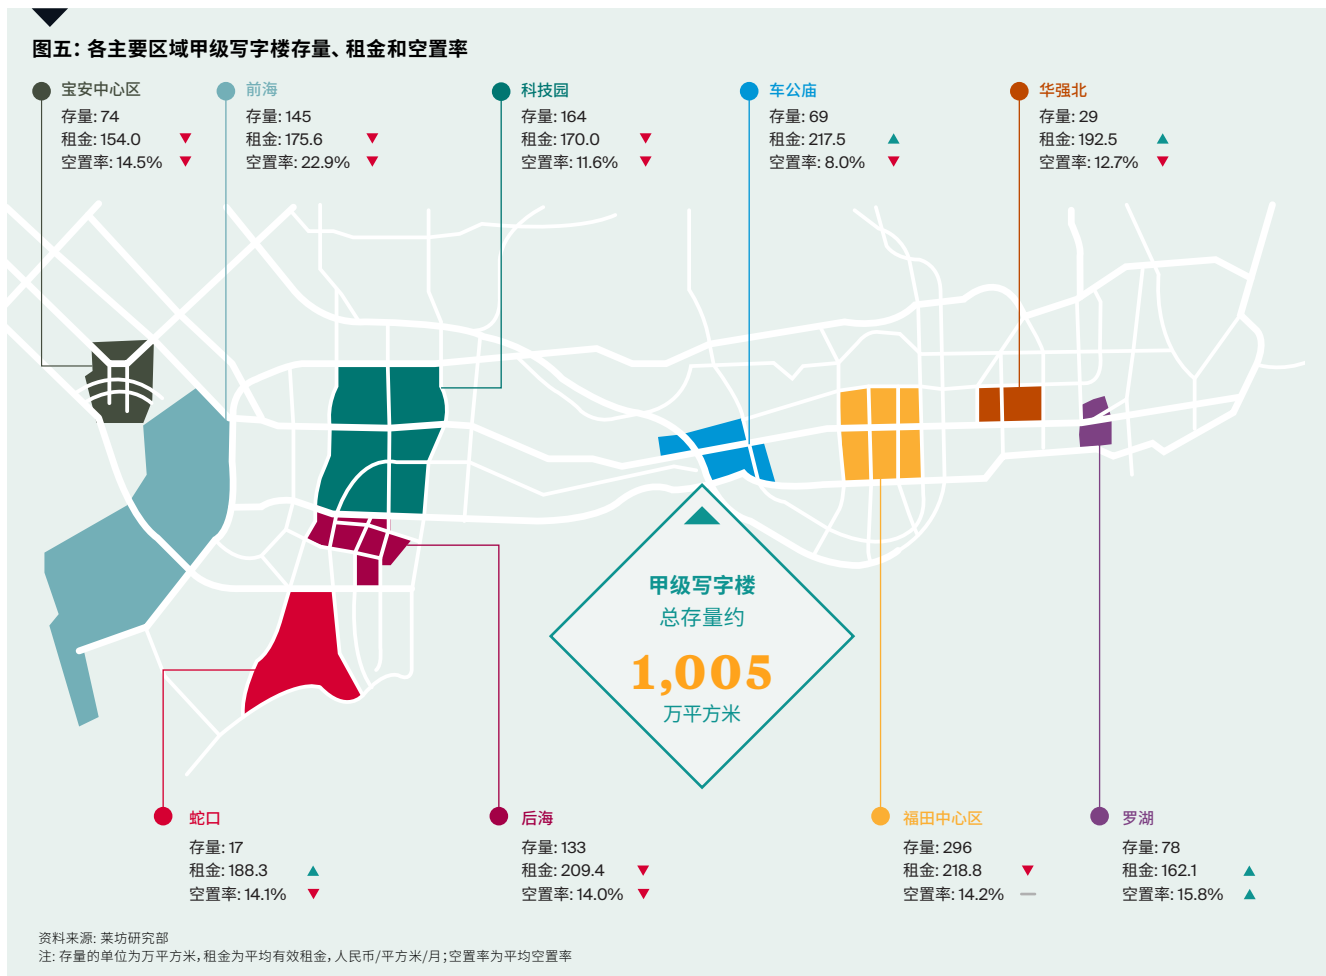 图五：各主要区域甲级写字楼存量、租金和空置率
宝安中心区
存量: 74
租金: 154.0
空置率: 14.5%
前海
存量: 145
租金: 175.6
空置率: 22.9%
科技园
存量: 164
租金: 170.0
空置率: 11.6%
车公庙
存量: 69
租金: 217.5
空置率: 8.0%
华强北
存量: 29
租金: 192.5
空置率: 12.7%
甲级写字楼
总存量约
1,005
万平方米
蛇口
存量: 17
租金: 188.3
空置率: 14.1%
后海
存量: 133
租金: 209.4
空置率: 14.0%
福田中心区
存量: 296
租金: 218.8
空置率: 14.2%
罗湖
存量: 78
租金: 162.1
空置率: 15.8%
资料来源: 莱坊研究部
注: 存量的单位为万平方米，租金为平均有效租金，人民币/平方米/月；空置率为平均空置率